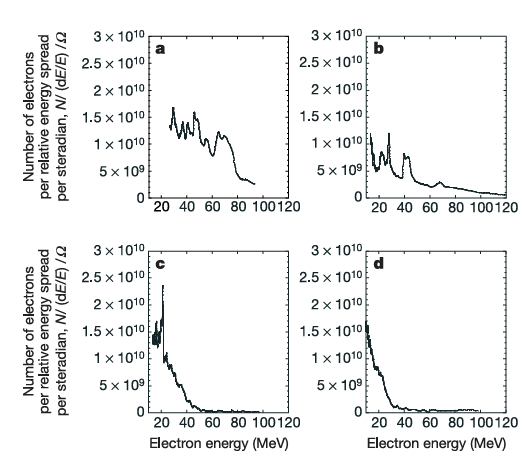 Number of electrons
per relative energy spread
per steradian, N/ (dE/E) /Ω
a
3 × 10¹⁰
2.5 × 10¹⁰
2 × 10¹⁰
1.5 × 10¹⁰
1 × 10¹⁰
5 × 10⁹
0
20 40 60 80 100 120
b
3 × 10¹⁰
2.5 × 10¹⁰
2 × 10¹⁰
1.5 × 10¹⁰
1 × 10¹⁰
5 × 10⁹
0
20 40 60 80 100 120
Number of electrons
per relative energy spread
per steradian, N/ (dE/E) /Ω
c
3 × 10¹⁰
2.5 × 10¹⁰
2 × 10¹⁰
1.5 × 10¹⁰
1 × 10¹⁰
5 × 10⁹
0
20 40 60 80 100 120
Electron energy (MeV)
d
3 × 10¹⁰
2.5 × 10¹⁰
2 × 10¹⁰
1.5 × 10¹⁰
1 × 10¹⁰
5 × 10⁹
0
20 40 60 80 100 120
Electron energy (MeV)